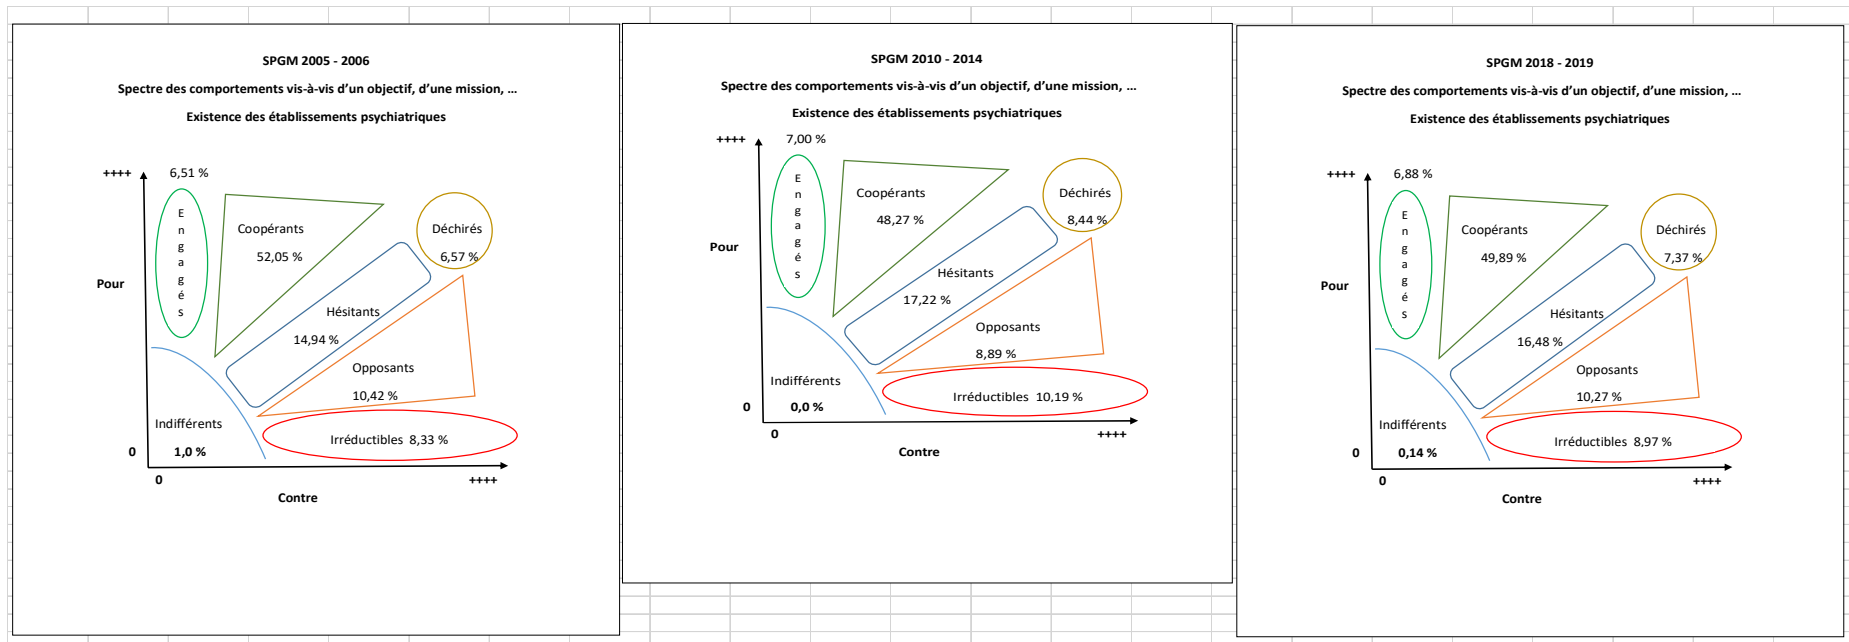 SPGM 2005 - 2006
Spectre des comportements vis-à-vis d’un objectif, d’une mission, …
Existence des établissements psychiatriques
++++
6,51 %
Engagés
Coopérants
52,05 %
Déchirés
6,57 %
Pour
Hésitants
14,94 %
Opposants
10,42 %
Indifférents
1,0 %
Irréductibles 8,33 %
0
0
++++
Contre
SPGM 2010 - 2014
Spectre des comportements vis-à-vis d’un objectif, d’une mission, …
Existence des établissements psychiatriques
++++
7,00 %
Engagés
Coopérants
48,27 %
Déchirés
8,44 %
Pour
Hésitants
17,22 %
Opposants
8,89 %
Indifférents
0,0 %
Irréductibles 10,19 %
0
0
++++
Contre
SPGM 2018 - 2019
Spectre des comportements vis-à-vis d’un objectif, d’une mission, …
Existence des établissements psychiatriques
++++
6,88 %
Engagés
Coopérants
49,89 %
Déchirés
7,37 %
Pour
Hésitants
16,48 %
Opposants
10,27 %
Indifférents
0,14 %
Irréductibles 8,97 %
0
0
++++
Contre